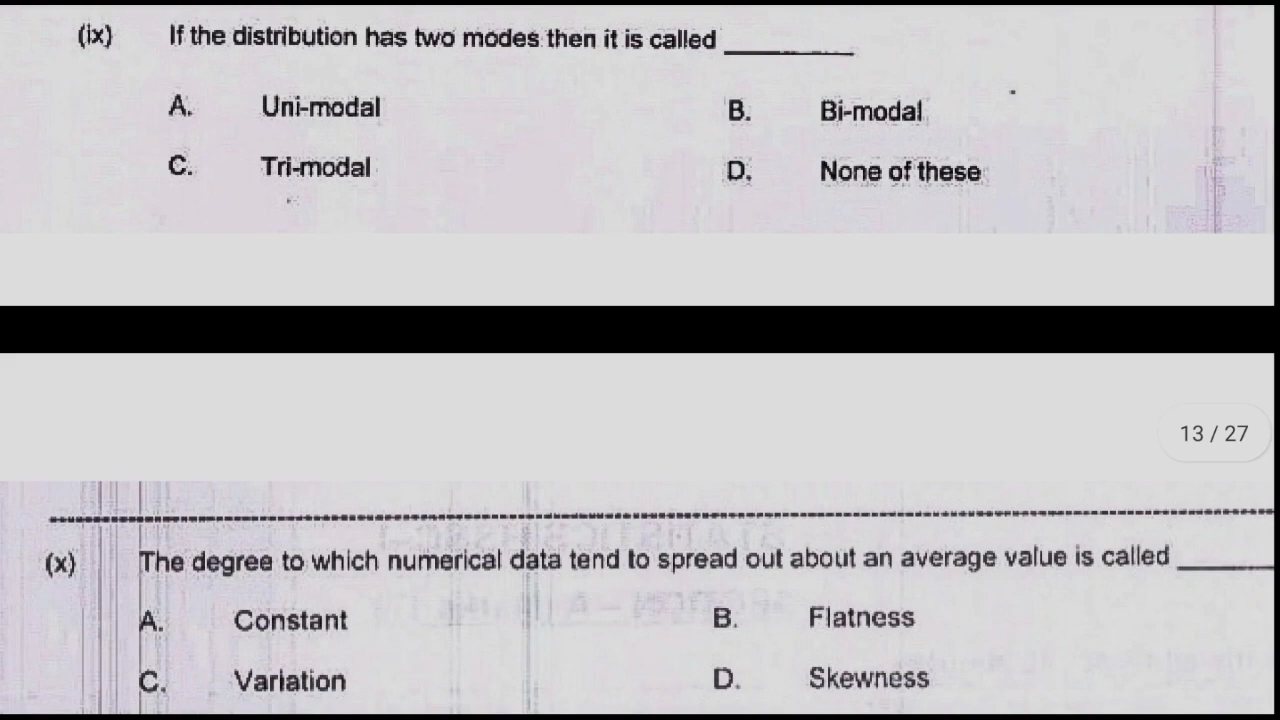 (ix) If the distribution has two modes then it is called ________
A. Uni-modal B. Bi-modal
C. Tri-modal D. None of these
13 / 27
(x) The degree to which numerical data tend to spread out about an average value is called ________
A. Constant B. Flatness
C. Variation D. Skewness